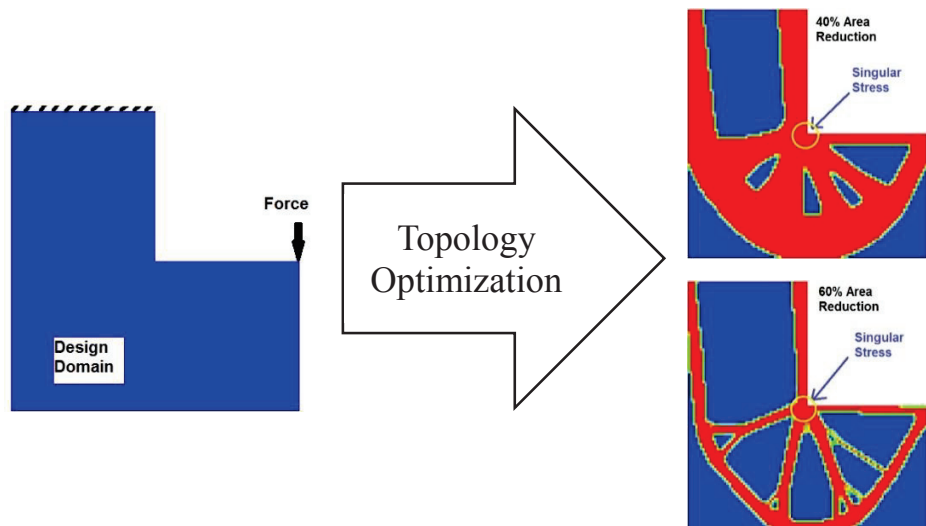 Force
Design
Domain
Topology
Optimization
40% Area
Reduction
Singular
Stress
60% Area
Reduction
Singular
Stress